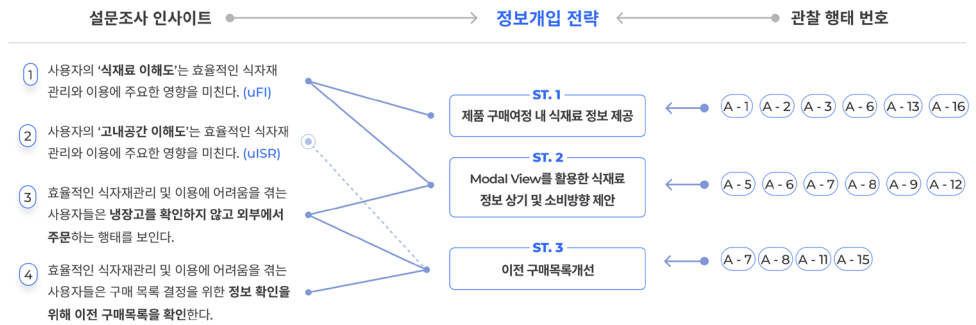 설문조사 인사이트
정보개입 전략
관찰 행태 번호
1
사용자의 ‘식재료 이해도’는 효율적인 식자재
관리와 이용에 주요한 영향을 미친다. (uFI)
2
사용자의 ‘고내공간 이해도’는 효율적인 식자재
관리와 이용에 주요한 영향을 미친다. (uISR)
3
효율적인 식자재관리 및 이용에 어려움을 겪는
사용자들은 냉장고를 확인하지 않고 외부에서
주문하는 행태를 보인다.
4
효율적인 식자재관리 및 이용에 어려움을 겪는
사용자들은 구매 목록 결정을 위한 정보 확인을
위해 이전 구매목록을 확인한다.
ST. 1
제품 구매여정 내 식재료 정보 제공
ST. 2
Modal View를 활용한 식재료
정보 상기 및 소비방향 제안
ST. 3
이전 구매목록개선
A - 1 A - 2 A - 3 A - 6 A - 13 A - 16
A - 5 A - 6 A - 7 A - 8 A - 9 A - 12
A - 7 A - 8 A - 11 A - 15